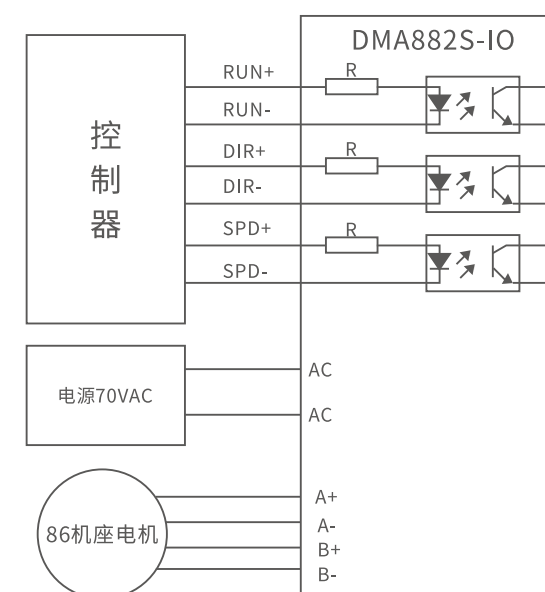 DMA882S-IO
控
制
器
RUN+
R
RUN-
DIR+
R
DIR-
SPD+
R
SPD-
电源70VAC
AC
AC
86机座电机
A+
A-
B+
B-